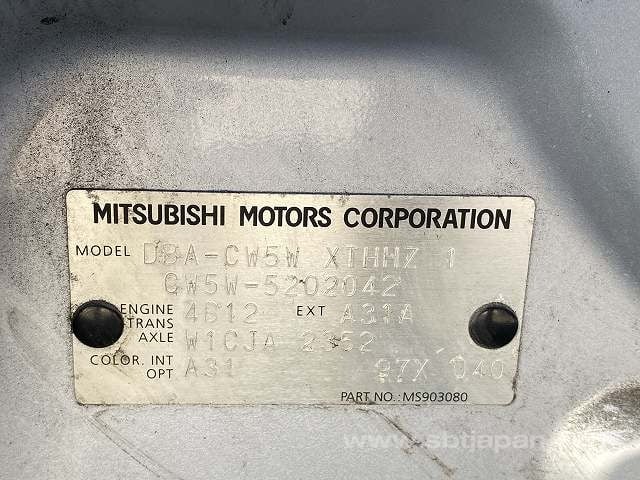 MITSUBISHI MOTORS CORPORATION
MODEL DBA-CW5W XTHHZ 1
CW5W-5202042
ENGINE 4B12 EXT A31A
TRANS
AXLE W1CJA 2352
COLOR. INT A31 97X 040
OPT
PART NO.: MS903080
www.sbtjapan.com